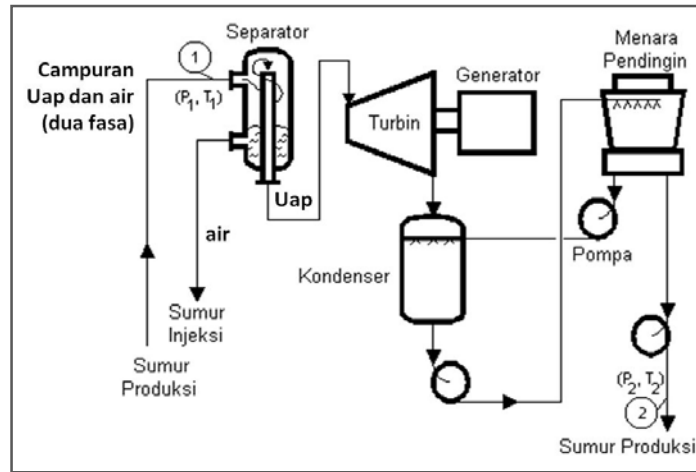 Separator
1
Campuran
Uap dan air
(dua fasa)
(P1, T1)
Menara
Pendingin
Generator
Turbin
Uap
air
Kondenser
Pompa
Sumur
Injeksi
Sumur
Produksi
(P2, T2)
2
Sumur Produksi